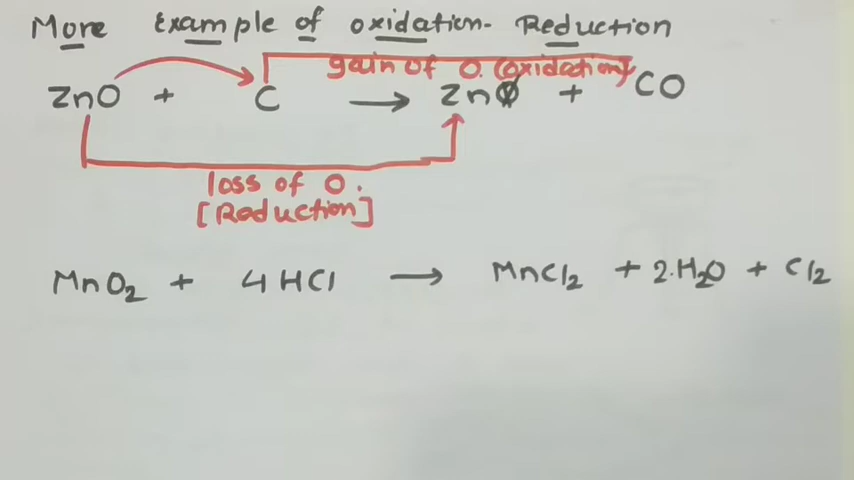 More Example of oxidation- Reduction
gain of O. (oxidation)
ZnO + C → Zn + CO
loss of O.
[Reduction]
MnO₂ + 4HCl → MnCl₂ + 2.H₂O + Cl₂